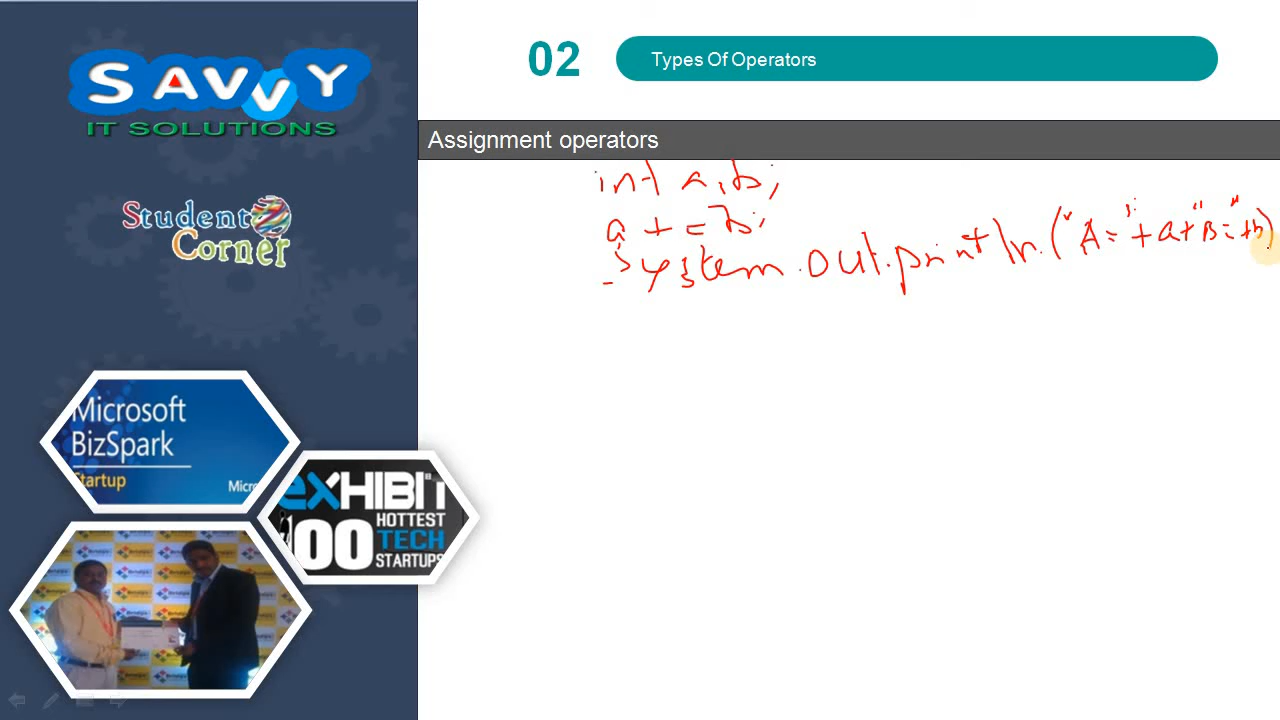 SAVVY
IT SOLUTIONS
Student
Corner
Microsoft
BizSpark
Startup
Micr
eXHIBIT
100
HOTTEST
TECH
STARTUPS
02
Types Of Operators
Assignment operators
int a,b;
a += b;
System.out.println("A="+a+"B="+b)